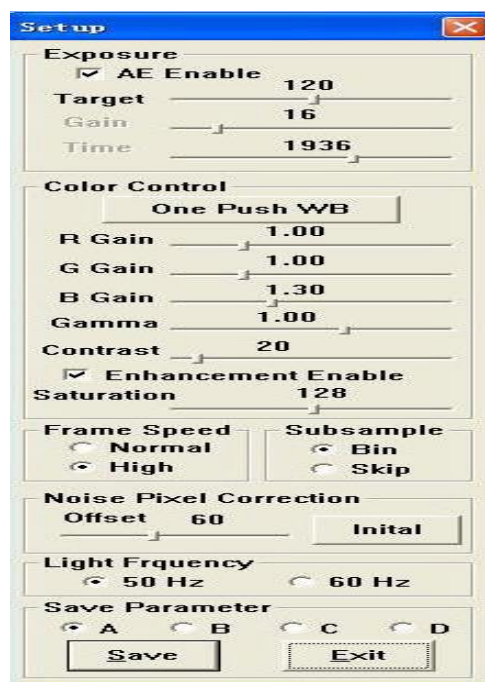 Setup
Exposure
AE Enable
120
Target
16
Gain
1936
Time
Color Control
One Push WB
R Gain 1.00
G Gain 1.00
B Gain 1.30
Gamma 1.00
Contrast 20
Enhancement Enable
Saturation 128
Frame Speed
Normal
High
Subsample
Bin
Skip
Noise Pixel Correction
Offset 60
Inital
Light Frquency
50 Hz 60 Hz
Save Parameter
A B C D
Save Exit